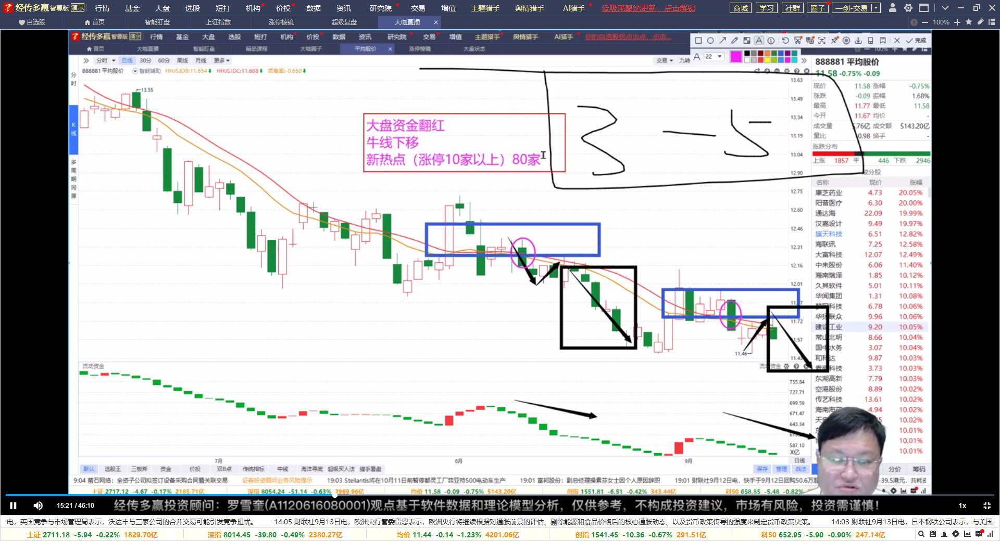 经传多赢 智尊版 演示 行情 基金 大盘 选股 短打 机构 价投 数据 资讯 研究院 交易 增值 主题猎手 舆情猎手 AI猎手 低吸策略池更新，点击解锁 商城 学习 社群 圈子 一创-交易
自选股 首页 智能盯盘 上证指数 涨停棱镜 超级复盘 大咖直播 × 100%
经传多赢 智尊版 演示 行情 基金 大盘 选股 短打 机构 价投 数据 资讯 研究院 交易 增值 主题猎手 舆情猎手 AI猎手 你的自选股拐点出点，点击... 完成
首页 大咖直播 智能盯盘 精品课程 大咖圈子 平均股价 × 涨停棱镜 大盘状态 100%
分时 日线 30分 60分 周线 月线 更多 交易 九转 A 22
888881 平均股价 智能辅助 HHJSJDB:11.654 HHJSJDC:11.688 乖离率:-0.650
888881 平均股价
11.58 -0.75% -0.09
现价 11.58 涨幅 -0.75%
涨跌 -0.09 振幅 1.68%
最高 11.77 最低 11.58
今开 11.67 均价 -
成交量 5.76亿 成交额 5143.20亿
量比 0.98 换手 -
涨跌分布
上涨 1857 平 446 下跌 2946
成分股
名称 现价 涨幅
康芝药业 4.73 20.05%
阳普医疗 6.30 20.00%
通达海 22.09 19.99%
汉嘉设计 9.49 19.97%
旗天科技 6.51 12.82%
海联讯 7.25 12.58%
大富科技 12.07 12.49%
中来股份 6.06 11.40%
海南瑞泽 1.85 10.12%
久其软件 5.01 10.11%
华闻集团 1.31 10.08%
科技 6.78 10.06%
华扬联众 9.96 10.06%
建设工业 9.20 10.05%
常山北明 8.66 10.04%
国中水务 3.07 10.04%
和科达 9.87 10.03%
科技 3.73 10.03%
东湖高新 7.79 10.03%
空港股份 8.89 10.02%
传艺科技 13.61 10.02%
海南海 4.94 10.02%
10.02%
10.01%
10.01%
10.01%
分时
K线
多周期同屏
13.55
大盘资金翻红
牛线下移
新热点（涨停10家以上）80家
3 — 5
13.63
13.49
13.34
13.19
13.04
12.90
12.75
12.60
12.46
12.31
12.16
12.01
11.72
11.57
11.46
流动资金
755.84
727.71
699.59
671.47
643.34
587.10
X亿
7月 8月 9月 日线
默认 选股王 三板斧 资金 价投 双B点 传统指标 中线 海洋寻底 超级买入法 猎手看盘 保存 管理 战法 分价 筹码
9:04 萤石网络：全资子公司拟签订设备采购合同暨关联交易 证券投资顾问业务风险提示 19:03 Stellantis将在10月11日前暂停都灵工厂菲亚特500电动车生产 19:01 富邦股份：副总经理操素芬女士因个人原因辞职 19:01 财联社9月12日电，快手于9月12日回购50.6万股 -39.5港元，共耗资
上证 2717.12 -4.67 -0.17% 2185.71亿 深指 8054.24 -51.14 -0.63% 2969.96亿 均价 11.58 -0.09 -0.75% 5143.20亿 创指 1551.81 -6.51 -0.42% 343.44亿 科50 658.85 -5.48 -0.82%
15:21 / 46:10 经传多赢投资顾问：罗雪奎(A1120616080001)观点基于软件数据和理论模型分析，仅供参考，不构成投资建议，市场有风险，投资需谨慎！ 1x
电，英国竞争与市场管理局表示，沃达丰与三家公司的合并交易可能引发竞争担忧。 14:05 财联社9月13日电，欧洲央行管委雷恩表示，欧洲央行将继续根据对通胀前景的评估、剔除能源和食品价格后的核心通胀动态、以及货币政策传导的强度来制定货币政策决策。 14:03 财联社9月13日电，日本钢铁公司表示，与美国
上证 2711.18 -5.94 -0.22% 1829.70亿 深指 8014.45 -39.80 -0.49% 2380.27亿 均价 11.44 -0.14 -1.23% 4201.06亿 创指 1541.45 -10.36 -0.67% 291.51亿 科50 652.95 -5.90 -0.90% 247.14亿